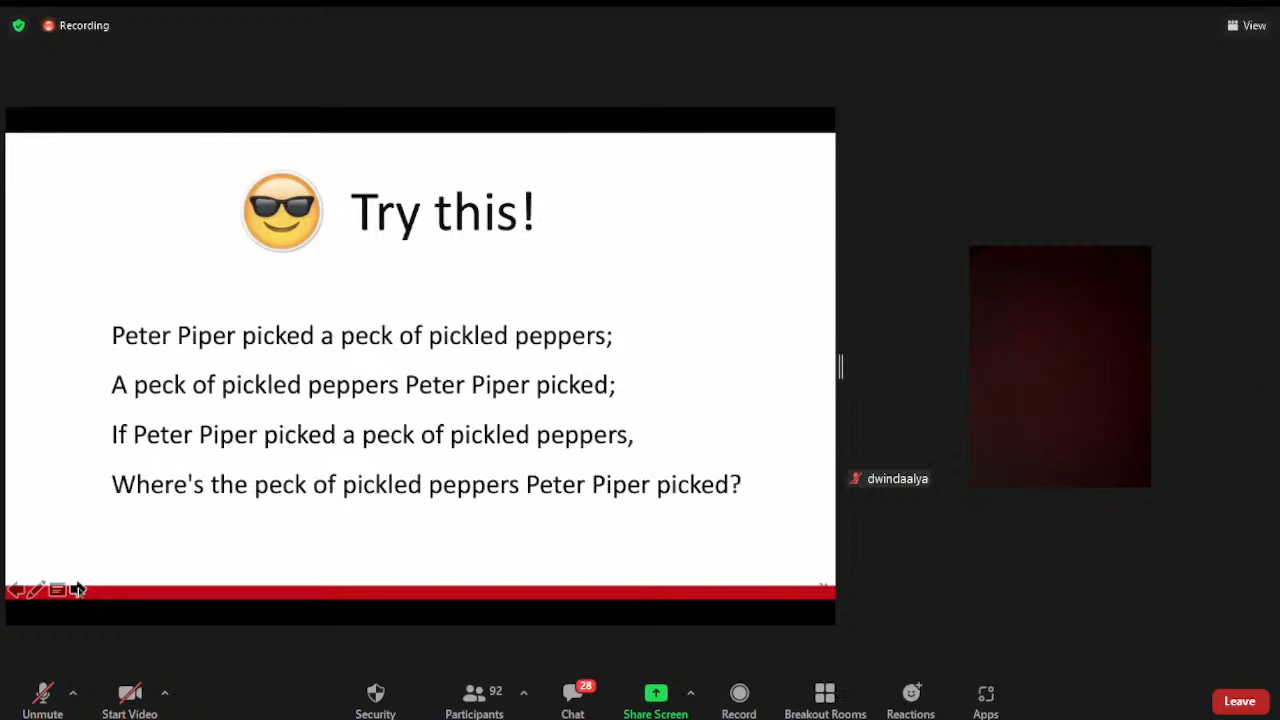 Recording
View
Try this!
Peter Piper picked a peck of pickled peppers;
A peck of pickled peppers Peter Piper picked;
If Peter Piper picked a peck of pickled peppers,
Where's the peck of pickled peppers Peter Piper picked?
dwindaalya
92
28
Unmute
Start Video
Security
Participants
Chat
Share Screen
Record
Breakout Rooms
Reactions
Apps
Leave